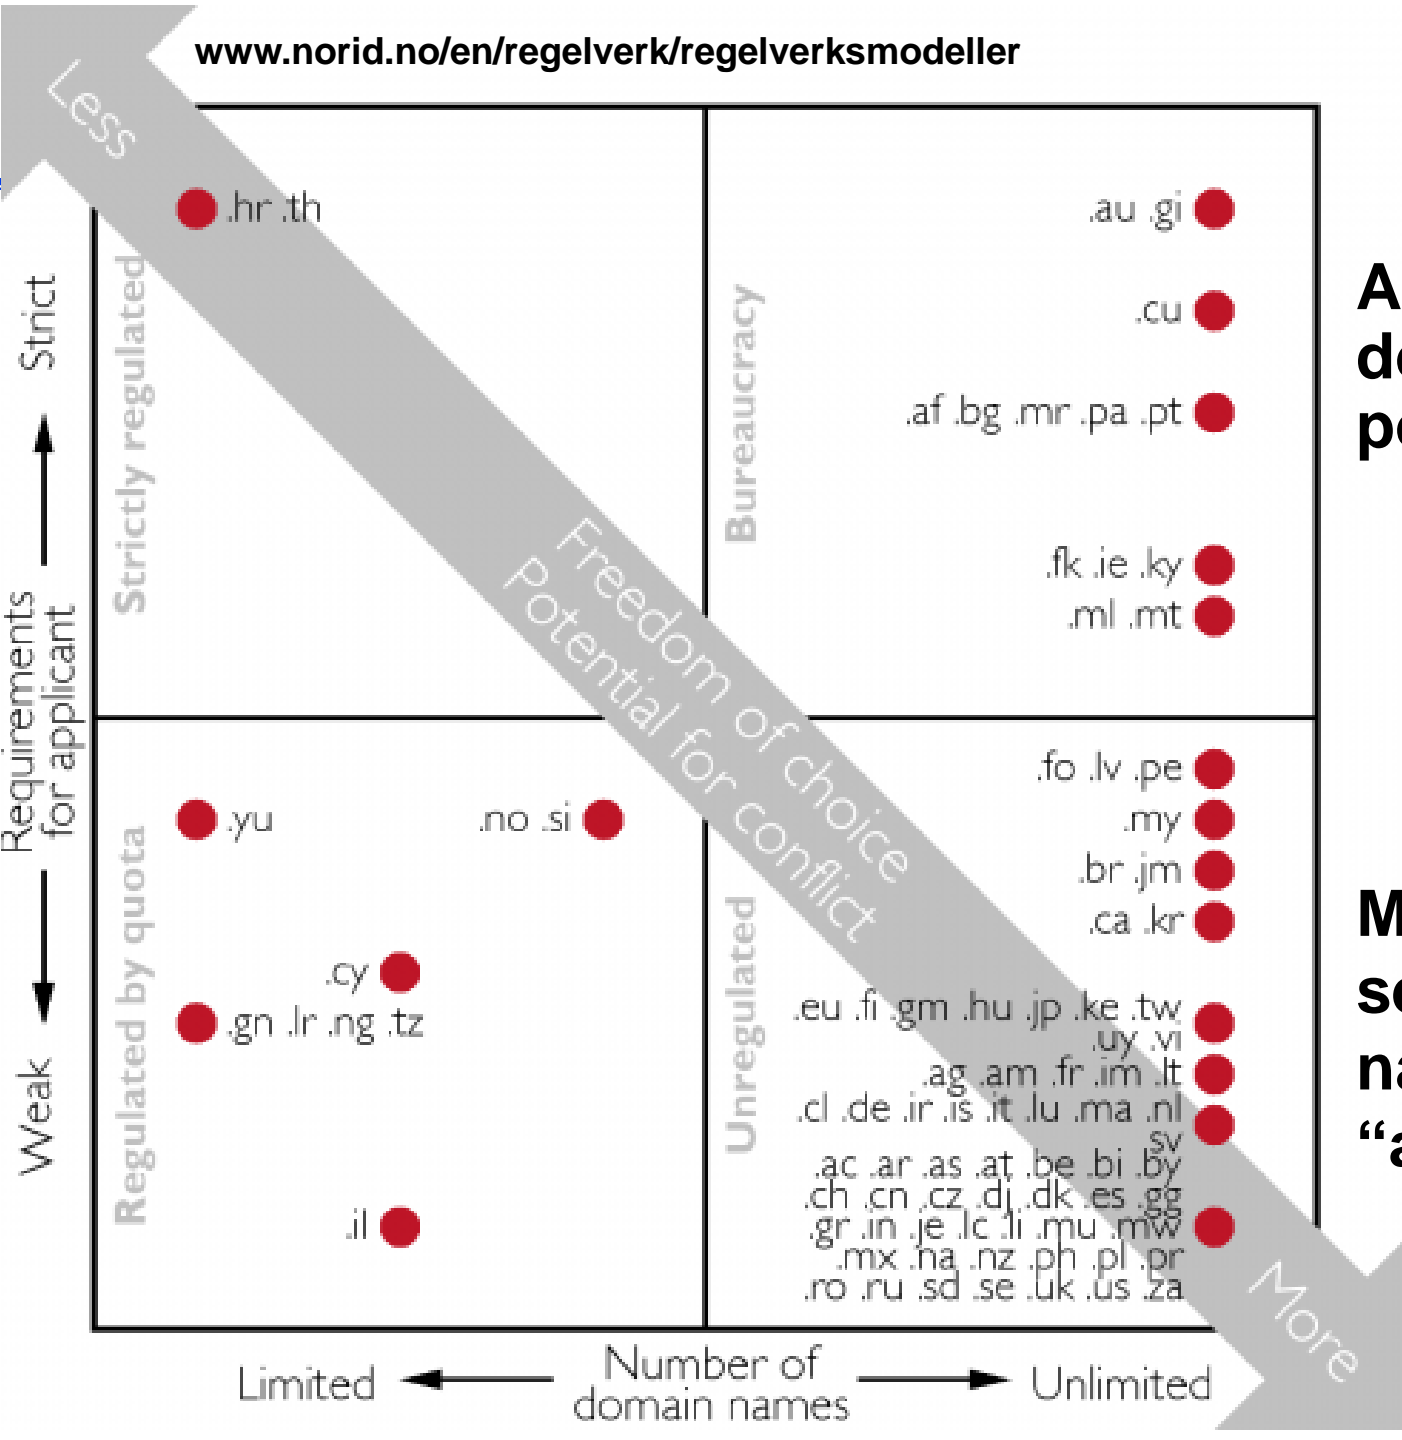 www.norid.no/en/regelverk/regelverksmodeller
Less
.hr .th
.au .gi
.cu
.af .bg .mr .pa .pt
.fk .ie .ky
.ml .mt
Strict
Requirements
for applicant
Weak
Strictly regulated
Bureaucracy
Freedom of choice
Potential for conflict
.yu
.no .si
.cy
.gn .lr .ng .tz
.il
Regulated by quota
Unregulated
.fo .lv .pe
.my
.br .jm
.ca .kr
.eu .fi .gm .hu .jp .ke .tw
.uy .vi
.ag .am .fr .im .lt
.cl .de .ir .is .it .lu .ma .nl
sv
.ac .ar .as .at .be .bi .by
.ch .cn .cz .dj .dk .es .gg
.gr .in .je .lc .li .mu .mw
.mx .na .nz .ph .pl .pr
.ro .ru .sd .se .uk .us .za
More
Limited
Number of
domain names
Unlimited